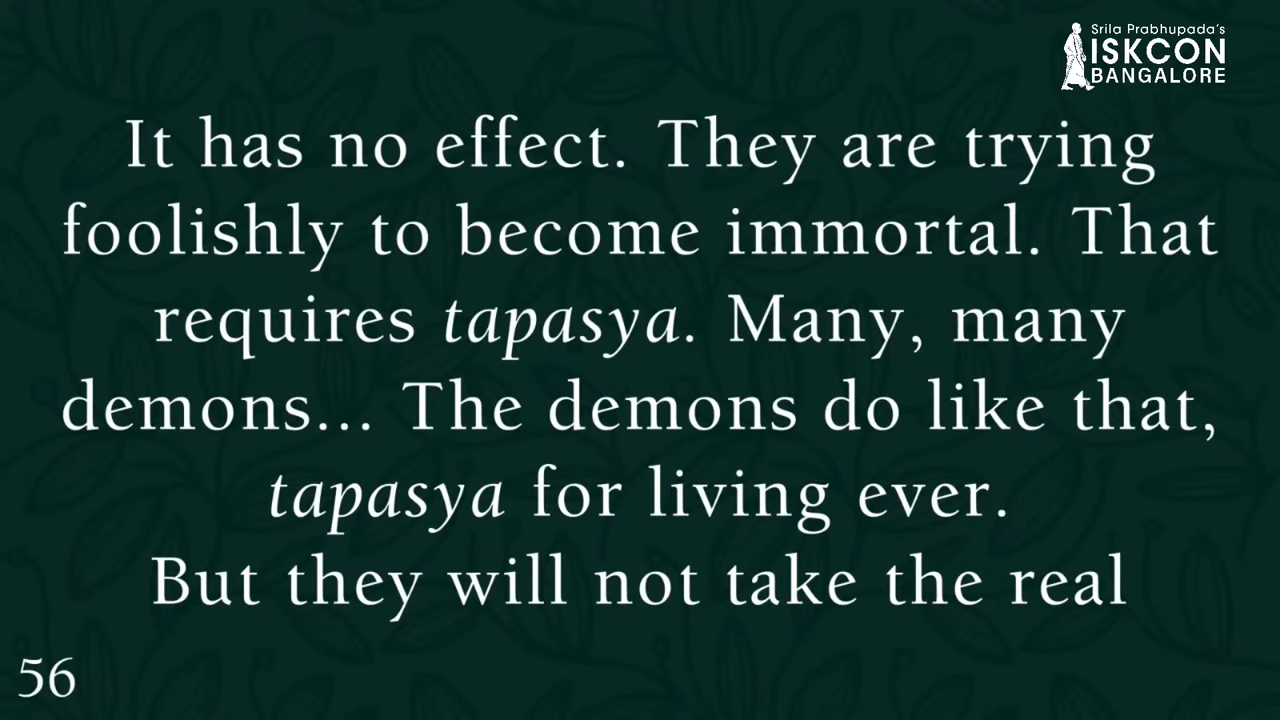 Srila Prabhupada's
ISKCON
BANGALORE
It has no effect. They are trying
foolishly to become immortal. That
requires tapasya. Many, many
demons... The demons do like that,
tapasya for living ever.
But they will not take the real
56